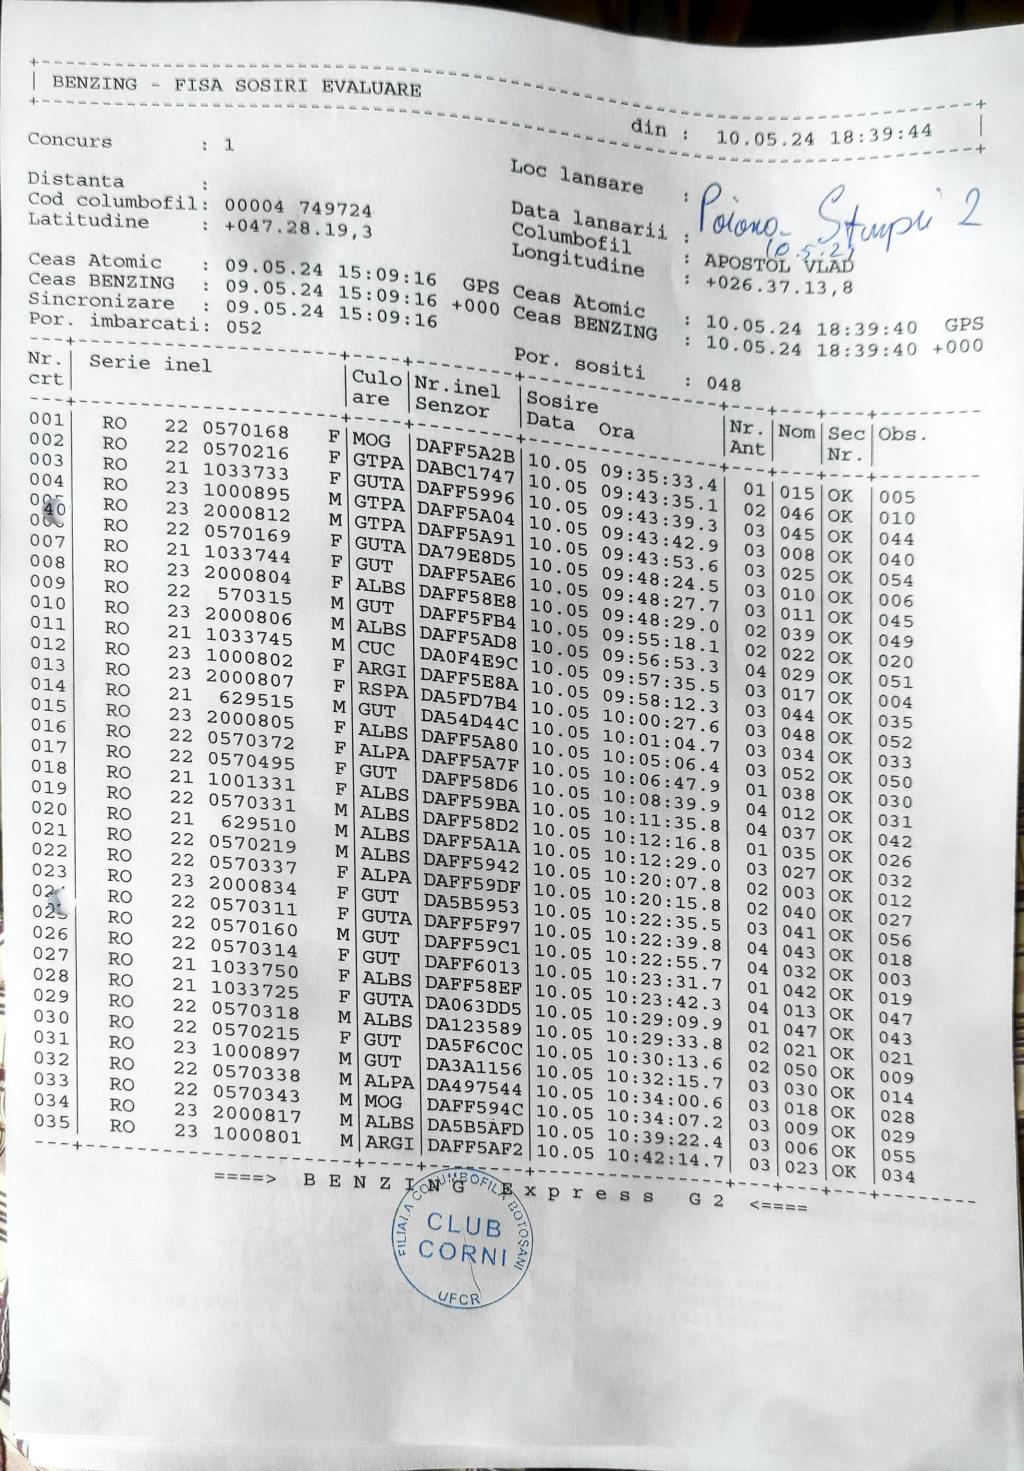 BENZING - FISA SOSIRI EVALUARE din : 10.05.24 18:39:44
Concurs : 1 Loc lansare : Poiana Stampii 2
Distanta : Data lansarii :
Cod columbofil: 00004 749724 Columbofil : APOSTOL VLAD
Latitudine : +047.28.19,3 Longitudine : +026.37.13,8
Ceas Atomic : 09.05.24 15:09:16 GPS Ceas Atomic : 10.05.24 18:39:40 GPS
Ceas BENZING : 09.05.24 15:09:16 +000 Ceas BENZING : 10.05.24 18:39:40 +000
Sincronizare : 09.05.24 15:09:16
Por. imbarcati: 052 Por. sositi : 048
Nr. crt Serie inel Culo are Nr.inel Senzor Sosire Data Ora Nr. Ant Nom Sec Nr. Obs.
001 RO 22 0570168 F MOG DAFF5A2B 10.05 09:35:33.4 01 015 OK 005
002 RO 22 0570216 F GTPA DABC1747 10.05 09:43:35.1 02 046 OK 010
003 RO 21 1033733 F GUTA DAFF5996 10.05 09:43:39.3 03 045 OK 044
004 RO 23 1000895 M GTPA DAFF5A04 10.05 09:43:42.9 03 008 OK 040
RO 23 2000812 M GTPA DAFF5A91 10.05 09:43:53.6 03 025 OK 054
RO 22 0570169 F GUTA DA79E8D5 10.05 09:48:24.5 03 010 OK 006
007 RO 21 1033744 F GUT DAFF5AE6 10.05 09:48:27.7 03 011 OK 045
008 RO 23 2000804 F ALBS DAFF58E8 10.05 09:48:29.0 02 039 OK 049
009 RO 22 570315 M GUT DAFF5FB4 10.05 09:55:18.1 02 022 OK 020
010 RO 23 2000806 M ALBS DAFF5AD8 10.05 09:56:53.3 04 029 OK 051
011 RO 21 1033745 M CUC DA0F4E9C 10.05 09:57:35.5 03 017 OK 004
012 RO 23 1000802 F ARGI DAFF5E8A 10.05 09:58:12.3 03 044 OK 035
013 RO 23 2000807 F RSPA DA5FD7B4 10.05 10:00:27.6 03 048 OK 052
014 RO 21 629515 M GUT DA54D44C 10.05 10:01:04.7 03 034 OK 033
015 RO 23 2000805 F ALBS DAFF5A80 10.05 10:05:06.4 03 052 OK 050
016 RO 22 0570372 F ALPA DAFF5A7F 10.05 10:06:47.9 01 038 OK 030
017 RO 22 0570495 F GUT DAFF58D6 10.05 10:08:39.9 04 012 OK 031
018 RO 21 1001331 F ALBS DAFF59BA 10.05 10:11:35.8 04 037 OK 042
019 RO 22 0570331 M ALBS DAFF58D2 10.05 10:12:16.8 01 035 OK 026
020 RO 21 629510 M ALBS DAFF5A1A 10.05 10:12:29.0 03 027 OK 032
021 RO 22 0570219 M ALBS DAFF5942 10.05 10:20:07.8 02 003 OK 012
022 RO 22 0570337 F ALPA DAFF59DF 10.05 10:20:15.8 02 040 OK 027
023 RO 23 2000834 F GUT DA5B5953 10.05 10:22:35.5 03 041 OK 056
RO 22 0570311 F GUTA DAFF5F97 10.05 10:22:39.8 04 043 OK 018
RO 22 0570160 M GUT DAFF59C1 10.05 10:22:55.7 04 032 OK 003
026 RO 22 0570314 F GUT DAFF6013 10.05 10:23:31.7 01 042 OK 019
027 RO 21 1033750 F ALBS DAFF58EF 10.05 10:23:42.3 04 013 OK 047
028 RO 21 1033725 F GUTA DA063DD5 10.05 10:29:09.9 01 047 OK 043
029 RO 22 0570318 M ALBS DA123589 10.05 10:29:33.8 02 021 OK 021
030 RO 22 0570215 F GUT DA5F6C0C 10.05 10:30:13.6 02 050 OK 009
031 RO 23 1000897 M GUT DA3A1156 10.05 10:32:15.7 03 030 OK 014
032 RO 22 0570338 M ALPA DA497544 10.05 10:34:00.6 03 018 OK 028
033 RO 22 0570343 M MOG DAFF594C 10.05 10:34:07.2 03 009 OK 029
034 RO 23 2000817 M ALBS DA5B5AFD 10.05 10:39:22.4 03 006 OK 055
035 RO 23 1000801 M ARGI DAFF5AF2 10.05 10:42:14.7 03 023 OK 034
====> B E N Z I N G E x p r e s s G 2 <====
FILIALA COLUMBOFILA BOTOSANI
CLUB
CORNI
UFCR